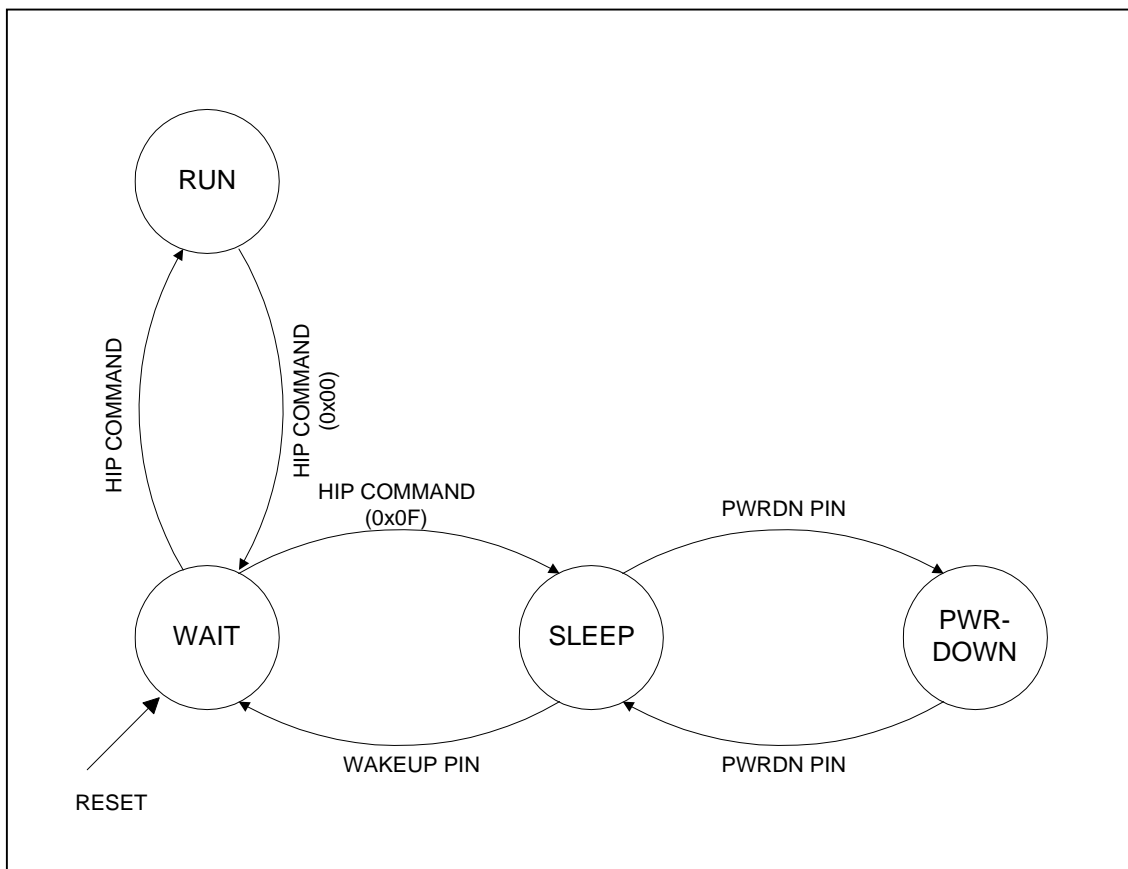 RUN
HIP COMMAND
HIP COMMAND
(0x00)
HIP COMMAND
(0x0F)
PWRDN PIN
WAIT
SLEEP
PWR-
DOWN
WAKEUP PIN
PWRDN PIN
RESET